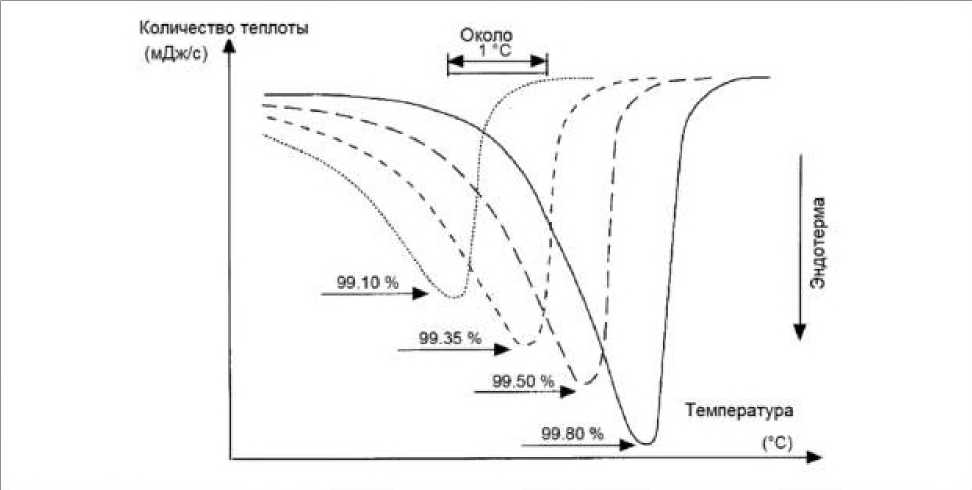 Количество теплоты
(мДж/с)
Около
1 °C
Эндотерма
99.10 %
99.35 %
99.50 %
99.80 %
Температура
(°C)